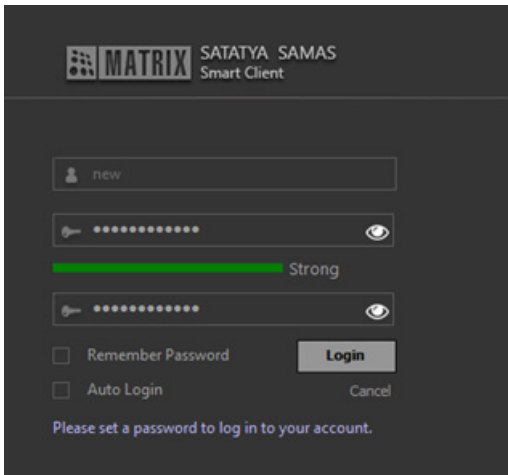 MATRIX SATATYA SAMAS
Smart Client
new
••••••••••••
Strong
••••••••••••
Remember Password
Login
Auto Login
Cancel
Please set a password to log in to your account.